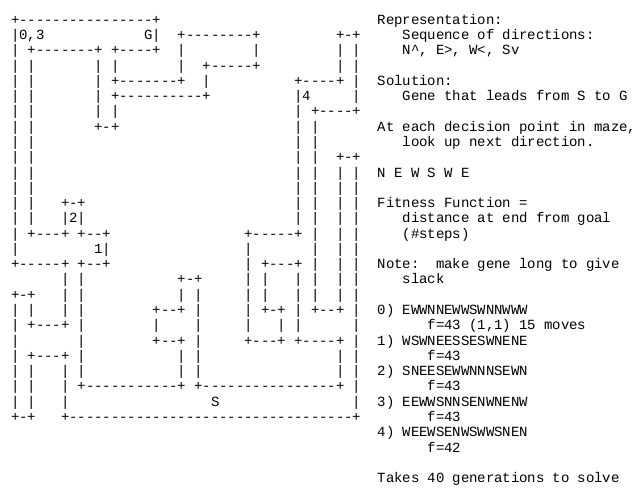 0,3
G
4
2
1
S
Representation:
Sequence of directions:
N^, E>, W<, Sv
Solution:
Gene that leads from S to G
At each decision point in maze,
look up next direction.
N E W S W E
Fitness Function =
distance at end from goal
(#steps)
Note: make gene long to give
slack
0) EWWNNEWWSWNNWWW
f=43 (1,1) 15 moves
1) WSWNEESSESWNENE
f=43
2) SNEESEWWNNNSEWN
f=43
3) EEWWSNNSENWNENW
f=43
4) WEEWSENWSWWSNEN
f=42
Takes 40 generations to solve